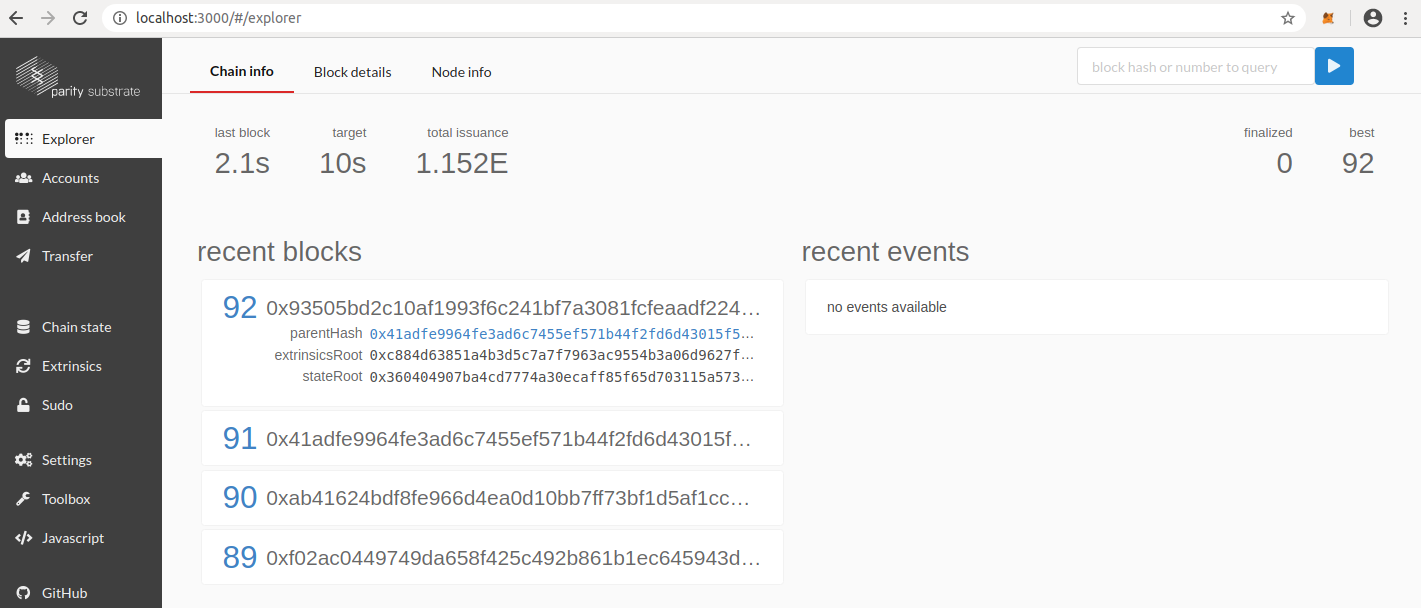 localhost:3000/#/explorer
parity substrate
Explorer
Accounts
Address book
Transfer
Chain state
Extrinsics
Sudo
Settings
Toolbox
Javascript
GitHub
Chain info Block details Node info
block hash or number to query
last block target total issuance finalized best
2.1s 10s 1.152E 0 92
recent blocks
92 0x93505bd2c10af1993f6c241bf7a3081fcfeaadf224…
parentHash 0x41adfe9964fe3ad6c7455ef571b44f2fd6d43015f5…
extrinsicsRoot 0xc884d63851a4b3d5c7a7f7963ac9554b3a06d9627f…
stateRoot 0x360404907ba4cd7774a30ecaff85f65d703115a573…
91 0x41adfe9964fe3ad6c7455ef571b44f2fd6d43015f…
90 0xab41624bdf8fe966d4ea0d10bb7ff73bf1d5af1cc…
89 0xf02ac0449749da658f425c492b861b1ec645943d…
recent events
no events available